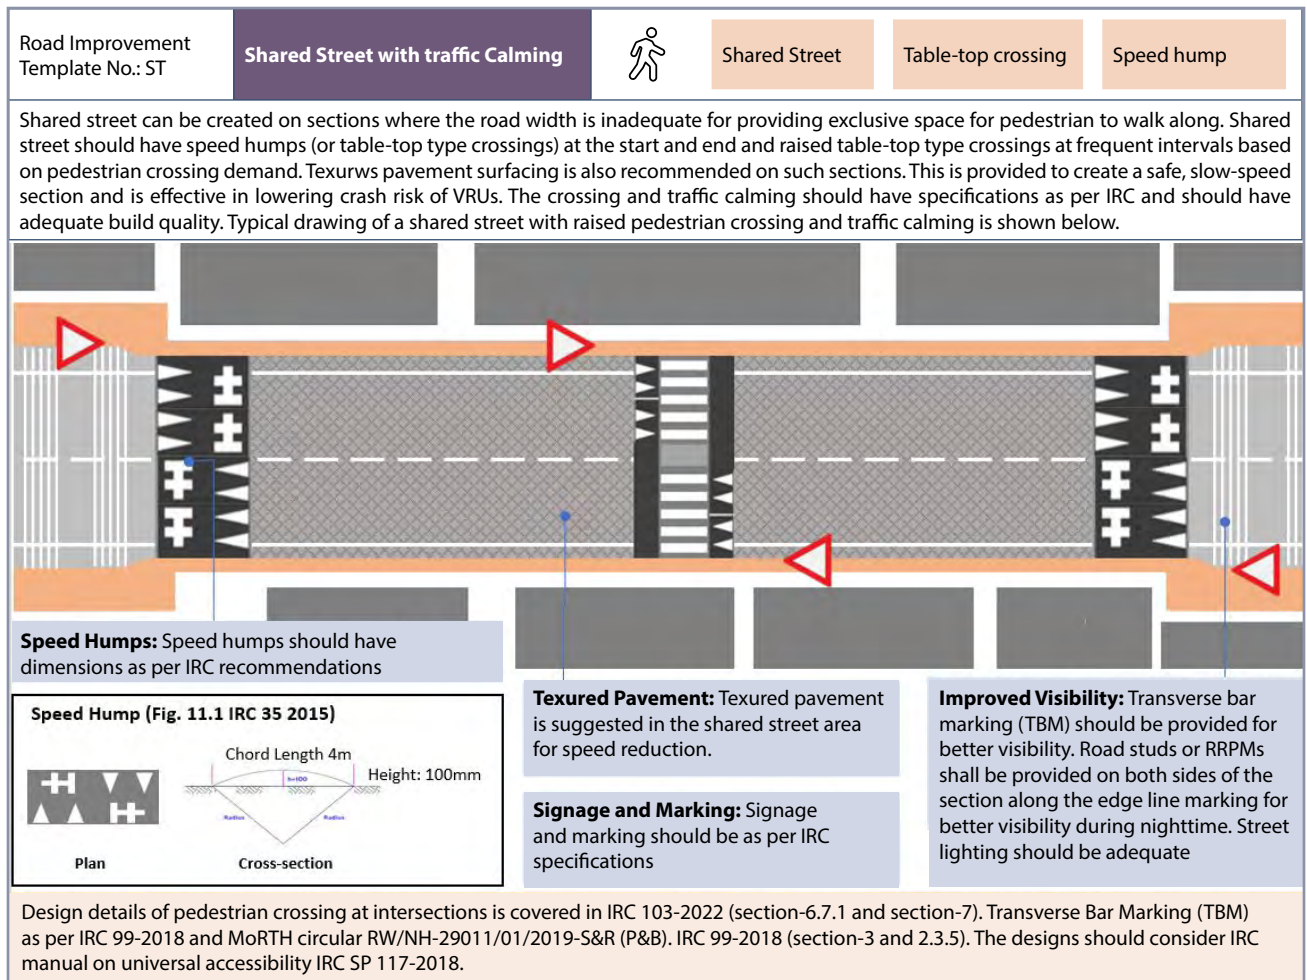 Road Improvement
Template No.: ST
Shared Street with traffic Calming
Shared Street
Table-top crossing
Speed hump
Shared street can be created on sections where the road width is inadequate for providing exclusive space for pedestrian to walk along. Shared
street should have speed humps (or table-top type crossings) at the start and end and raised table-top type crossings at frequent intervals based
on pedestrian crossing demand. Texurws pavement surfacing is also recommended on such sections. This is provided to create a safe, slow-speed
section and is effective in lowering crash risk of VRUs. The crossing and traffic calming should have specifications as per IRC and should have
adequate build quality. Typical drawing of a shared street with raised pedestrian crossing and traffic calming is shown below.
Speed Humps: Speed humps should have
dimensions as per IRC recommendations
Speed Hump (Fig. 11.1 IRC 35 2015)
Chord Length 4m
h=100
Height: 100mm
Radius
Radius
Plan
Cross-section
Texured Pavement: Texured pavement
is suggested in the shared street area
for speed reduction.
Signage and Marking: Signage
and marking should be as per IRC
specifications
Improved Visibility: Transverse bar
marking (TBM) should be provided for
better visibility. Road studs or RRPMs
shall be provided on both sides of the
section along the edge line marking for
better visibility during nighttime. Street
lighting should be adequate
Design details of pedestrian crossing at intersections is covered in IRC 103-2022 (section-6.7.1 and section-7). Transverse Bar Marking (TBM)
as per IRC 99-2018 and MoRTH circular RW/NH-29011/01/2019-S&R (P&B). IRC 99-2018 (section-3 and 2.3.5). The designs should consider IRC
manual on universal accessibility IRC SP 117-2018.